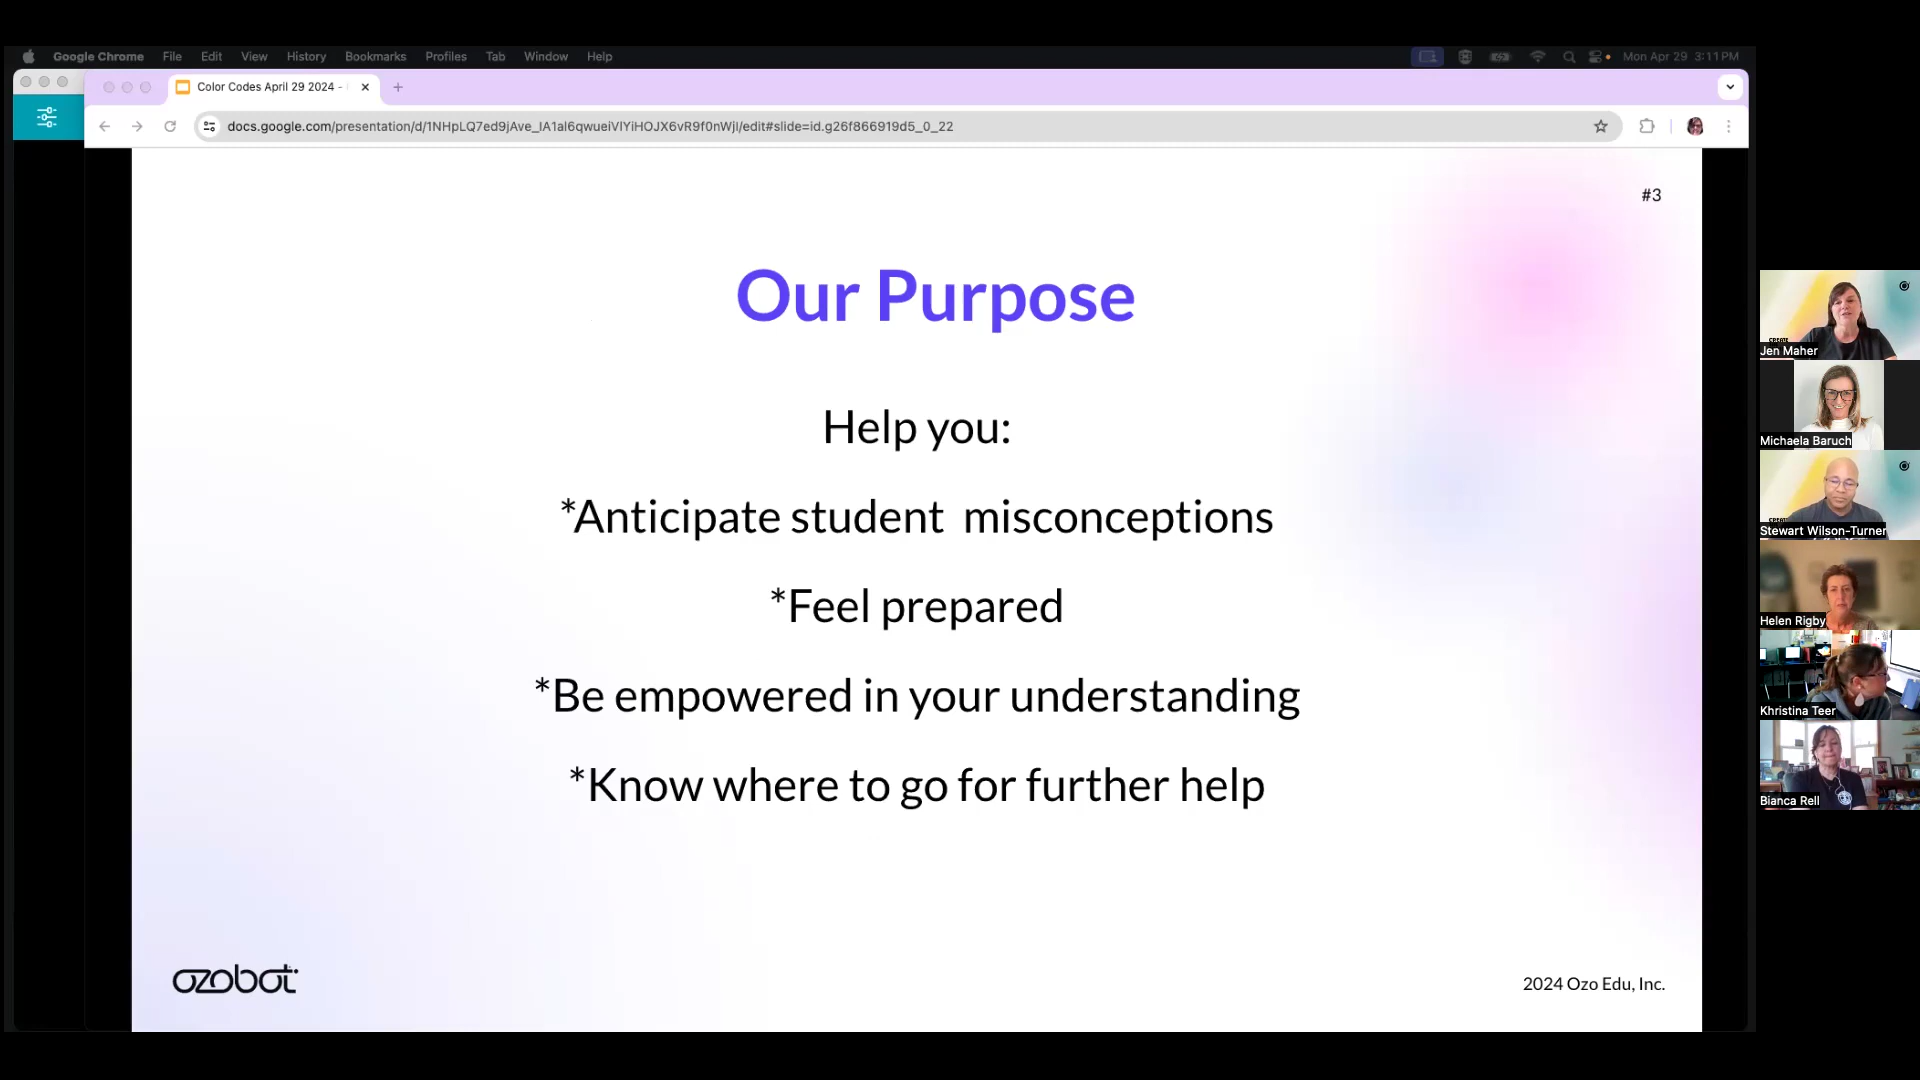 Google Chrome File Edit View History Bookmarks Profiles Tab Window Help Mon Apr 29 3:11 PM
Color Codes April 29 2024 -
docs.google.com/presentation/d/1NHpLQ7ed9jAve_IA1al6qwueiVlYiHOJX6vR9f0nWjI/edit#slide=id.g26f866919d5_0_22
#3
Our Purpose
Help you:
*Anticipate student misconceptions
*Feel prepared
*Be empowered in your understanding
*Know where to go for further help
ozobot
2024 Ozo Edu, Inc.
Jen Maher
Michaela Baruch
Stewart Wilson-Turner
Helen Rigby
Khristina Teer
Bianca Rell